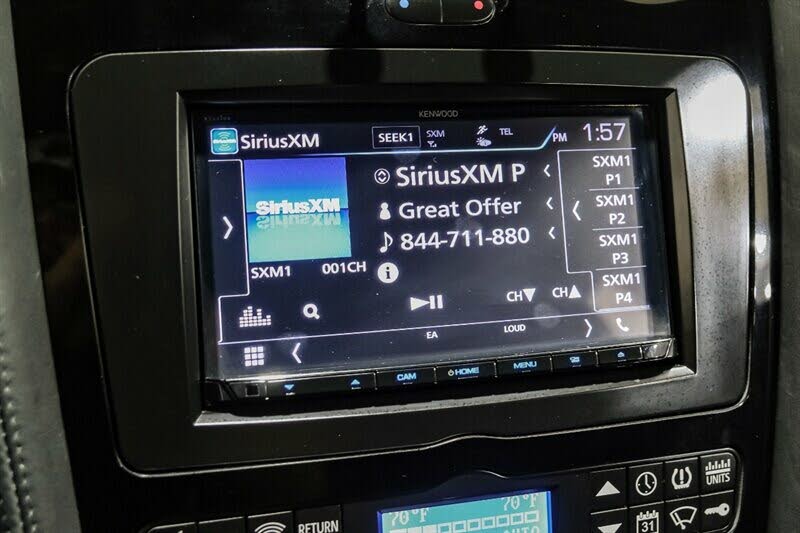 KENWOOD
SiriusXM SEEK1 SXM TEL PM 1:57
SiriusXM
SiriusXM P
Great Offer
844-711-880
SXM1 001CH
SXM1
P1
SXM1
P2
SXM1
P3
SXM1
P4
CH CH
EA LOUD
CAM HOME MENU
UNITS
RETURN
31
70°F 70°F
AUTO